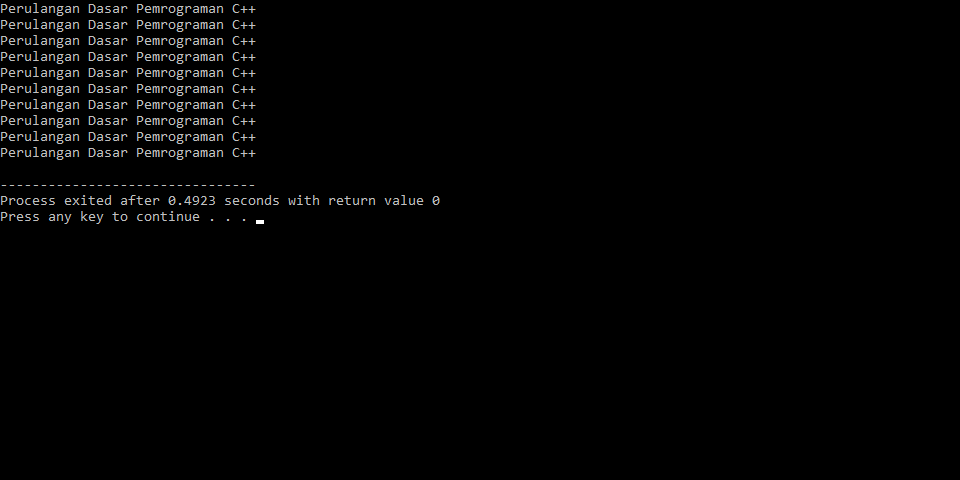 Perulangan Dasar Pemrograman C++
Perulangan Dasar Pemrograman C++
Perulangan Dasar Pemrograman C++
Perulangan Dasar Pemrograman C++
Perulangan Dasar Pemrograman C++
Perulangan Dasar Pemrograman C++
Perulangan Dasar Pemrograman C++
Perulangan Dasar Pemrograman C++
Perulangan Dasar Pemrograman C++
Perulangan Dasar Pemrograman C++
--------------------------------
Process exited after 0.4923 seconds with return value 0
Press any key to continue . . .